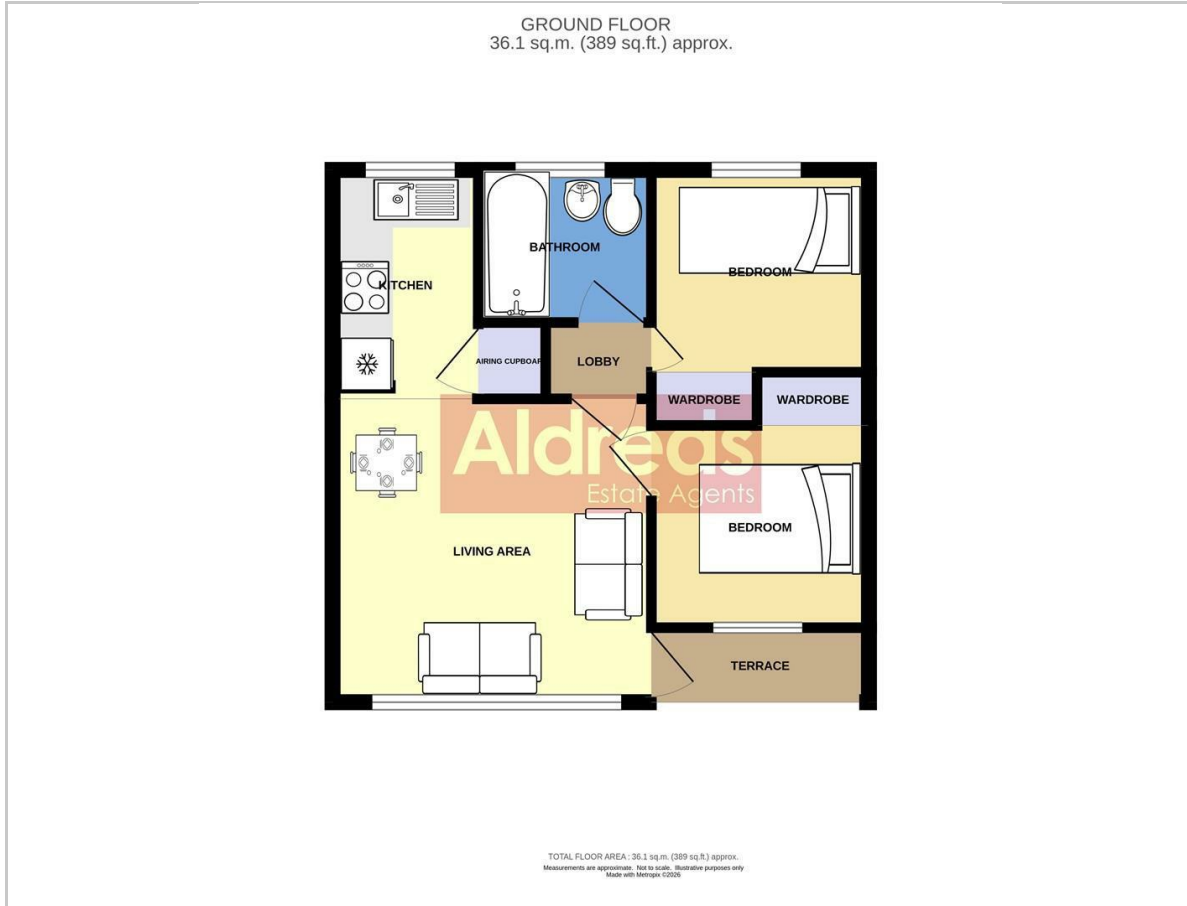 GROUND FLOOR
36.1 sq.m. (389 sq.ft.) approx.
BATHROOM
BEDROOM
KITCHEN
AIRING CUPBOAR
LOBBY
WARDROBE
WARDROBE
Aldreds
Estate Agents
BEDROOM
LIVING AREA
TERRACE
TOTAL FLOOR AREA : 36.1 sq.m. (389 sq.ft.) approx.
Measurements are approximate. Not to scale. Illustrative purposes only
Made with Metropix ©2026